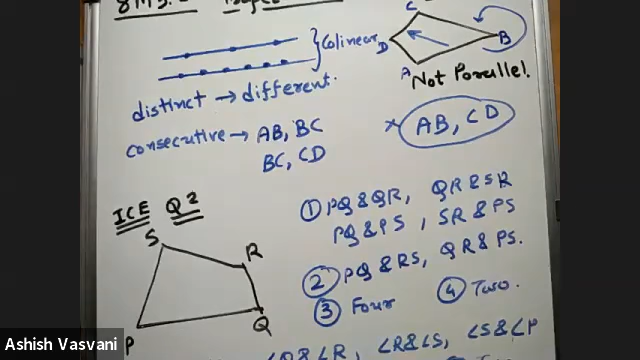 } Colinear
C
B
D
A
Not Parallel.
distinct → different.
consecutive → AB, BC
BC, CD
× AB, CD
ICE Q2
S
R
P
Q
① PQ & QR, QR & SR
PQ & PS, SR & PS
② PQ & RS, QR & PS.
③ Four ④ Two.
∠Q & ∠R, ∠R & ∠S, ∠S & ∠P
Ashish Vasvani